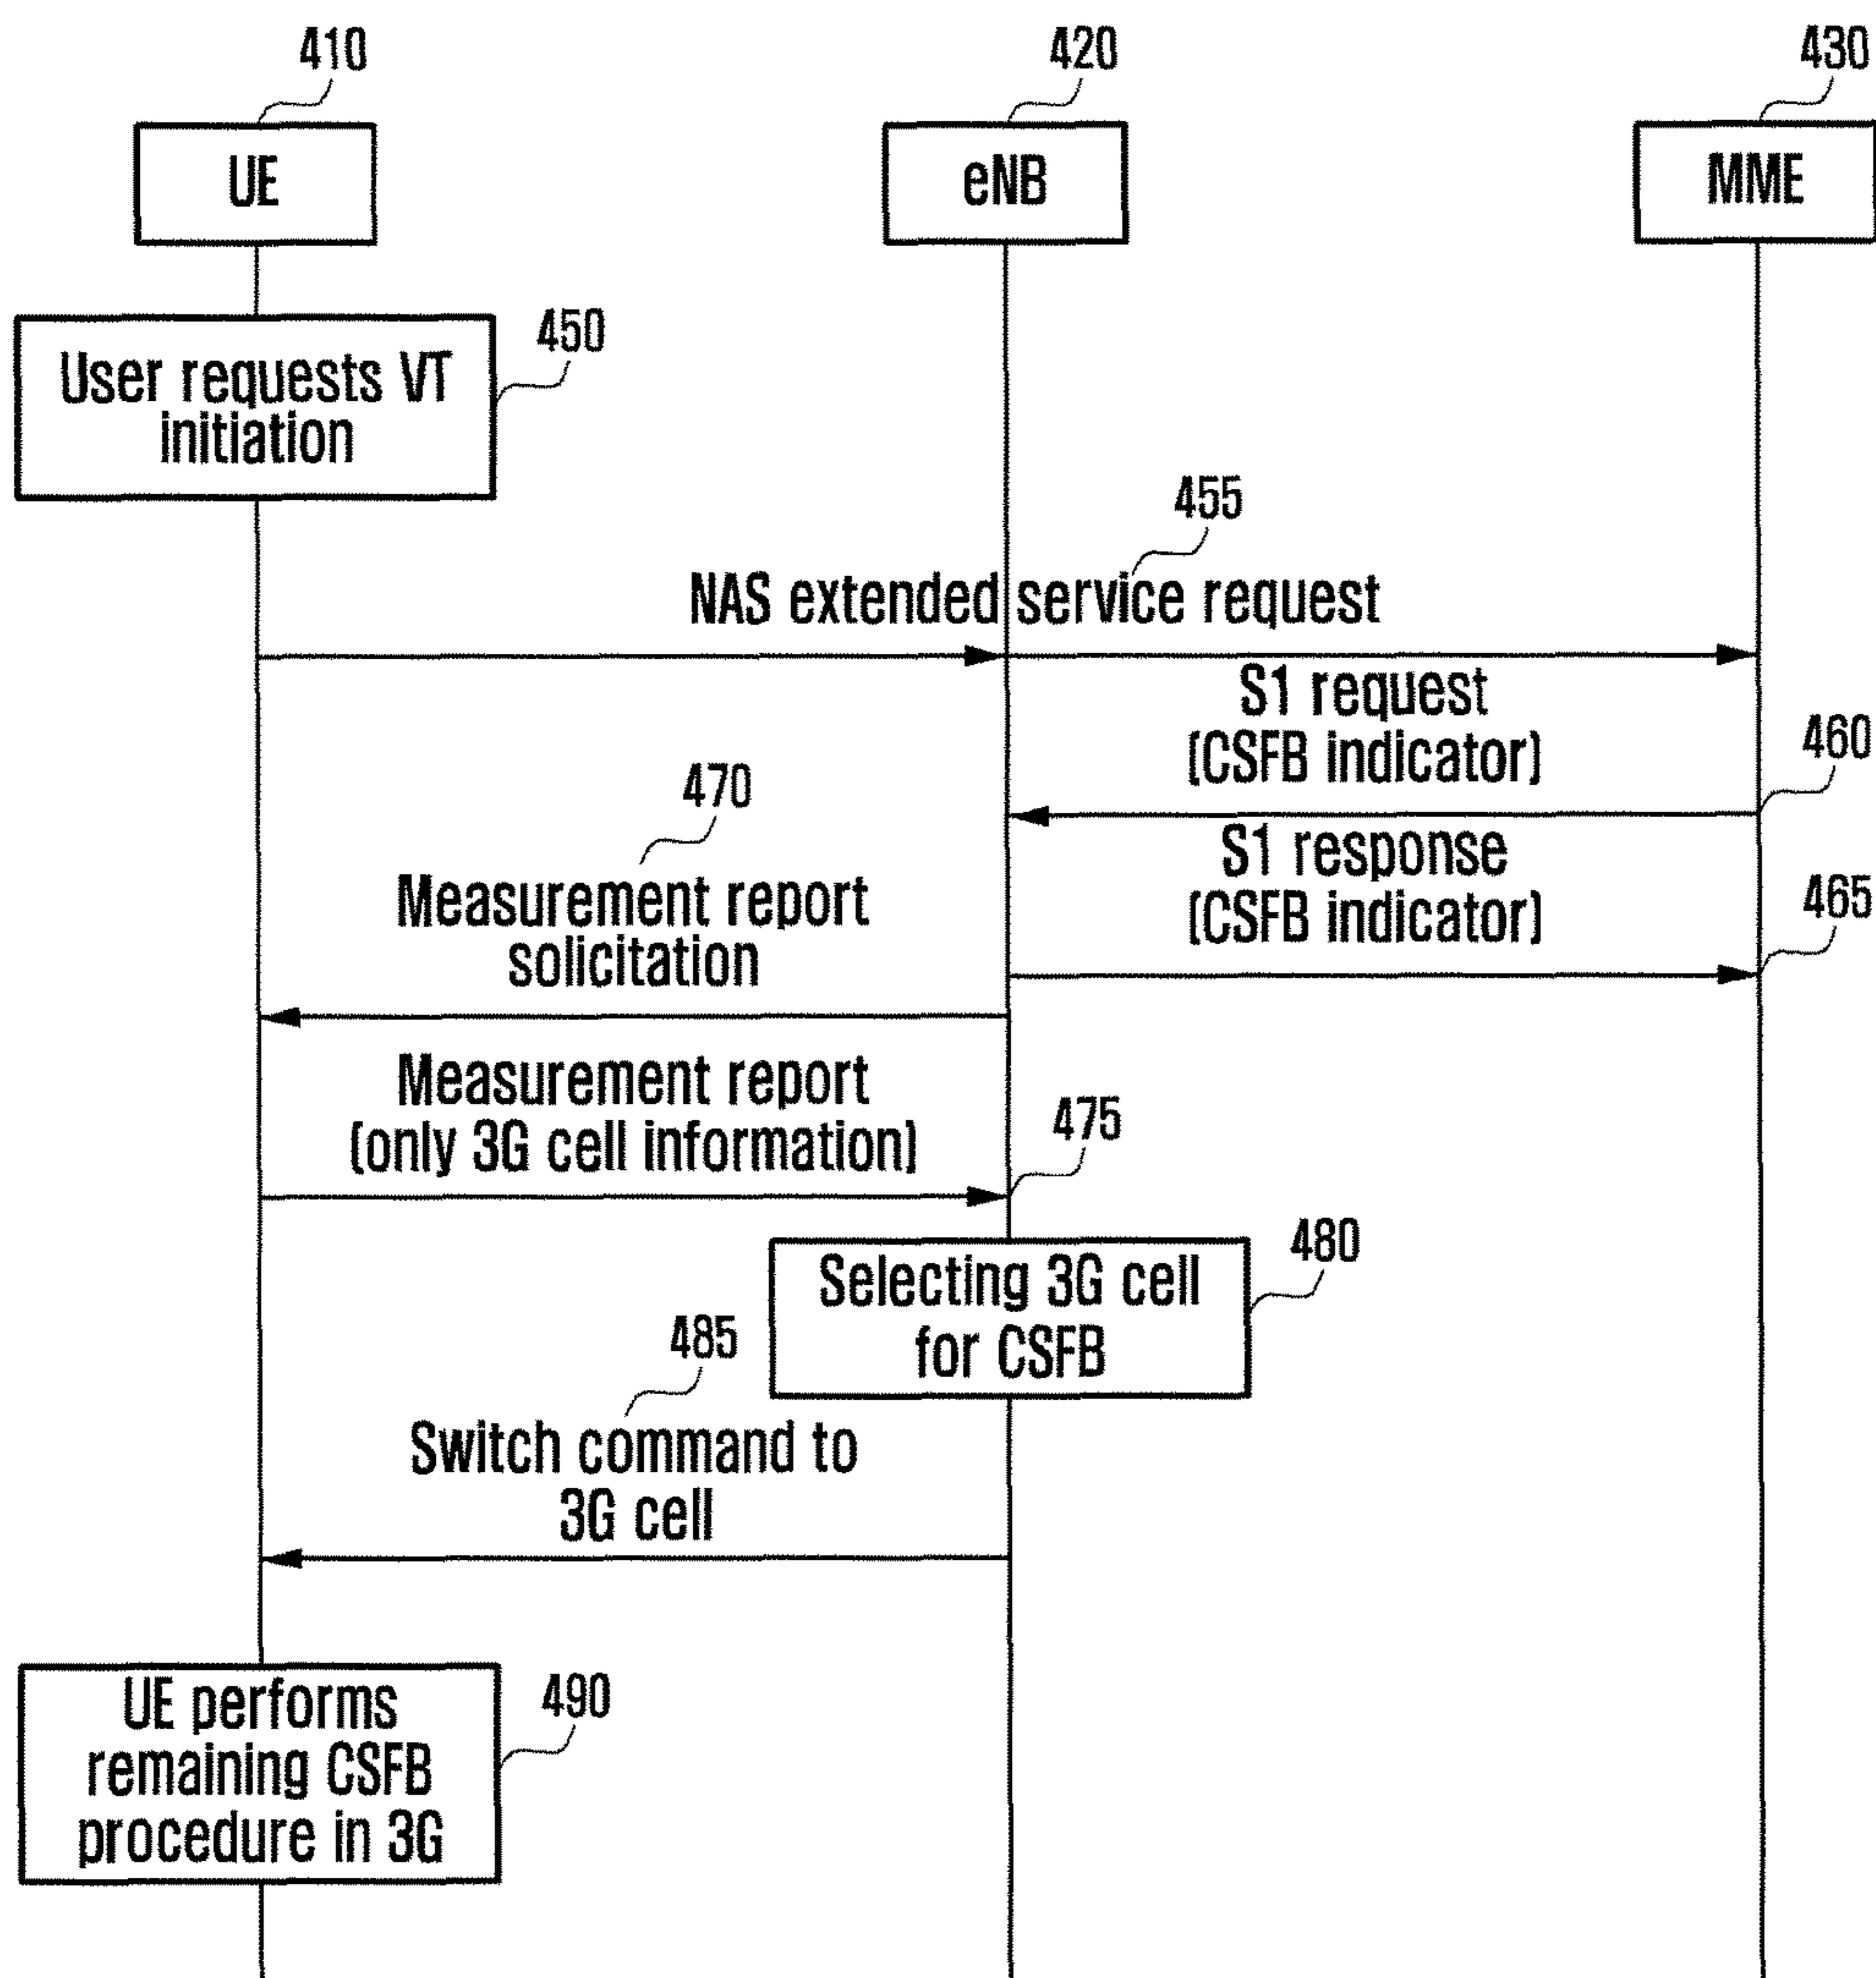 410
420
430
UE
eNB
MME
450
User requests VT
initiation
455
NAS extended service request
S1 request
(CSFB indicator)
460
470
S1 response
(CSFB indicator)
465
Measurement report
solicitation
Measurement report
(only 3G cell information)
475
480
Selecting 3G cell
for CSFB
485
Switch command to
3G cell
490
UE performs
remaining CSFB
procedure in 3G